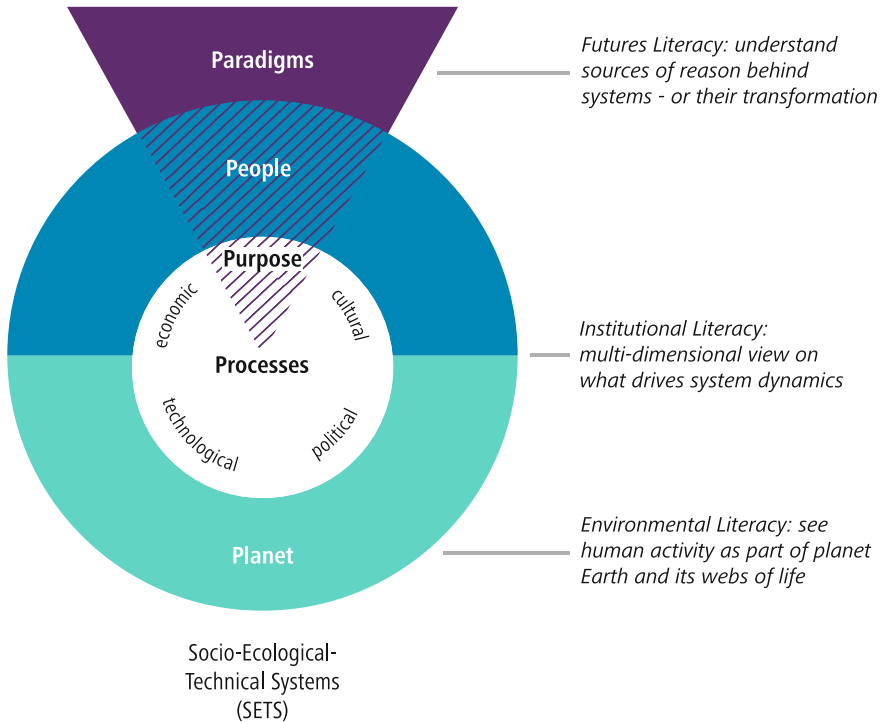 Paradigms
Futures Literacy: understand
sources of reason behind
systems - or their transformation
People
Purpose
economic
cultural
Processes
technological
political
Institutional Literacy:
multi-dimensional view on
what drives system dynamics
Planet
Environmental Literacy: see
human activity as part of planet
Earth and its webs of life
Socio-Ecological-
Technical Systems
(SETS)